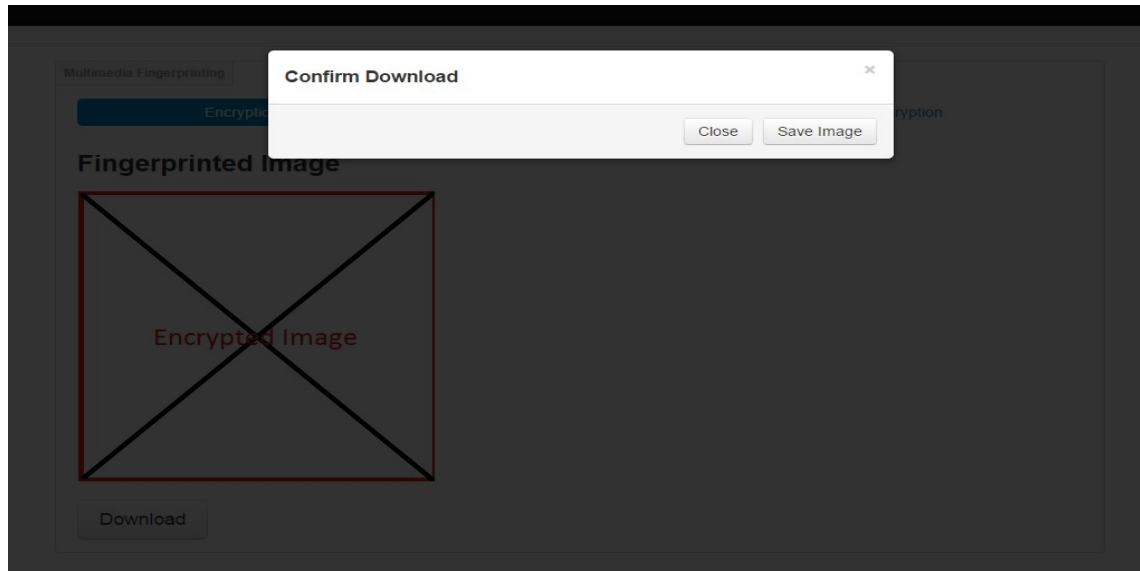 Multimedia Fingerprinting
Confirm Download
×
Encryptio
ryption
Close
Save Image
Fingerprinted Image
Encrypted Image
Download